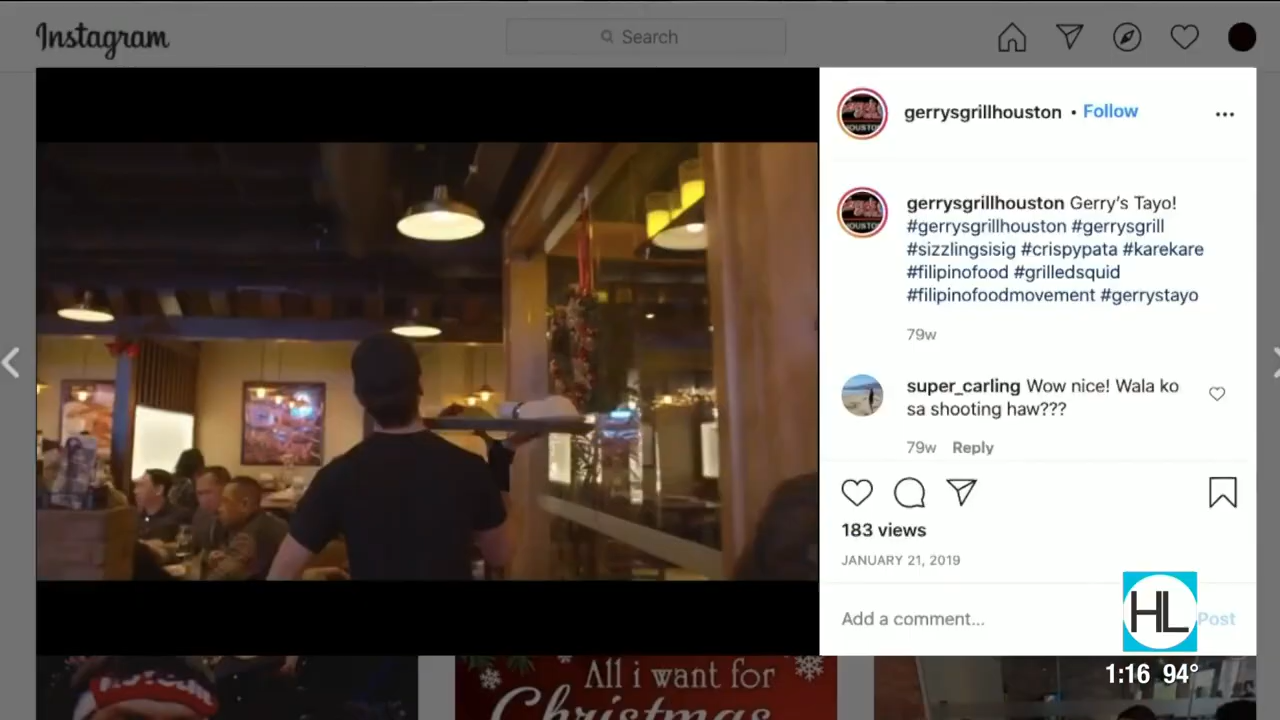 Instagram
Search
gerrysgrillhouston • Follow
gerrysgrillhouston Gerry's Tayo!
#gerrysgrillhouston #gerrysgrill
#sizzlingsisig #crispypata #karekare
#filipinofood #grilledsquid
#filipinofoodmovement #gerrystayo
79w
super_carling Wow nice! Wala ko
sa shooting haw???
79w Reply
183 views
JANUARY 21, 2019
Add a comment...
Post
HL
1:16 94°
All i want for
Christmas